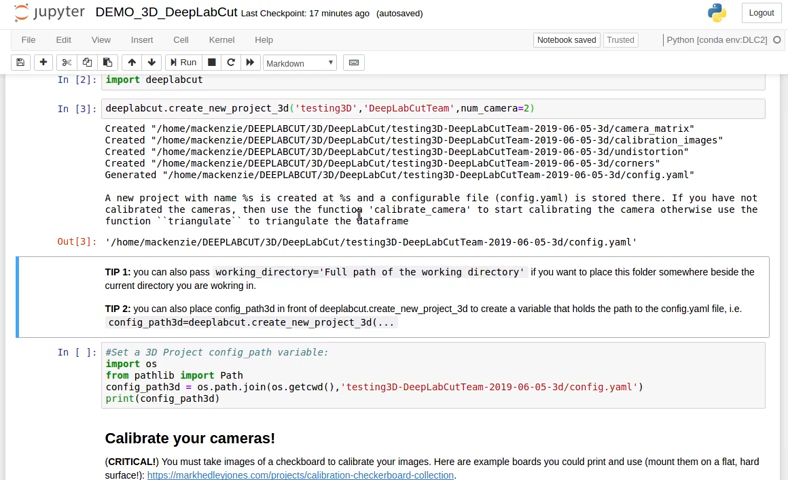 jupyter DEMO_3D_DeepLabCut Last Checkpoint: 17 minutes ago (autosaved)
Logout
File Edit View Insert Cell Kernel Help
Notebook saved Trusted Python [conda env:DLC2]
Run Markdown
In [2]: import deeplabcut
In [3]: deeplabcut.create_new_project_3d('testing3D','DeepLabCutTeam',num_camera=2)
Created "/home/mackenzie/DEEPLABCUT/3D/DeepLabCut/testing3D-DeepLabCutTeam-2019-06-05-3d/camera_matrix"
Created "/home/mackenzie/DEEPLABCUT/3D/DeepLabCut/testing3D-DeepLabCutTeam-2019-06-05-3d/calibration_images"
Created "/home/mackenzie/DEEPLABCUT/3D/DeepLabCut/testing3D-DeepLabCutTeam-2019-06-05-3d/undistortion"
Created "/home/mackenzie/DEEPLABCUT/3D/DeepLabCut/testing3D-DeepLabCutTeam-2019-06-05-3d/corners"
Generated "/home/mackenzie/DEEPLABCUT/3D/DeepLabCut/testing3D-DeepLabCutTeam-2019-06-05-3d/config.yaml"
A new project with name %s is created at %s and a configurable file (config.yaml) is stored there. If you have not
calibrated the cameras, then use the function 'calibrate_camera' to start calibrating the camera otherwise use the
function ``triangulate`` to triangulate the dataframe
Out[3]: '/home/mackenzie/DEEPLABCUT/3D/DeepLabCut/testing3D-DeepLabCutTeam-2019-06-05-3d/config.yaml'
TIP 1: you can also pass working_directory='Full path of the working directory' if you want to place this folder somewhere beside the
current directory you are wokring in.
TIP 2: you can also place config_path3d in front of deeplabcut.create_new_project_3d to create a variable that holds the path to the config.yaml file, i.e.
config_path3d=deeplabcut.create_new_project_3d(...
In [ ]: #Set a 3D Project config_path variable:
import os
from pathlib import Path
config_path3d = os.path.join(os.getcwd(),'testing3D-DeepLabCutTeam-2019-06-05-3d/config.yaml')
print(config_path3d)
Calibrate your cameras!
(CRITICAL!) You must take images of a checkboard to calibrate your images. Here are example boards you could print and use (mount them on a flat, hard
surface!): https://markhedleyjones.com/projects/calibration-checkerboard-collection.